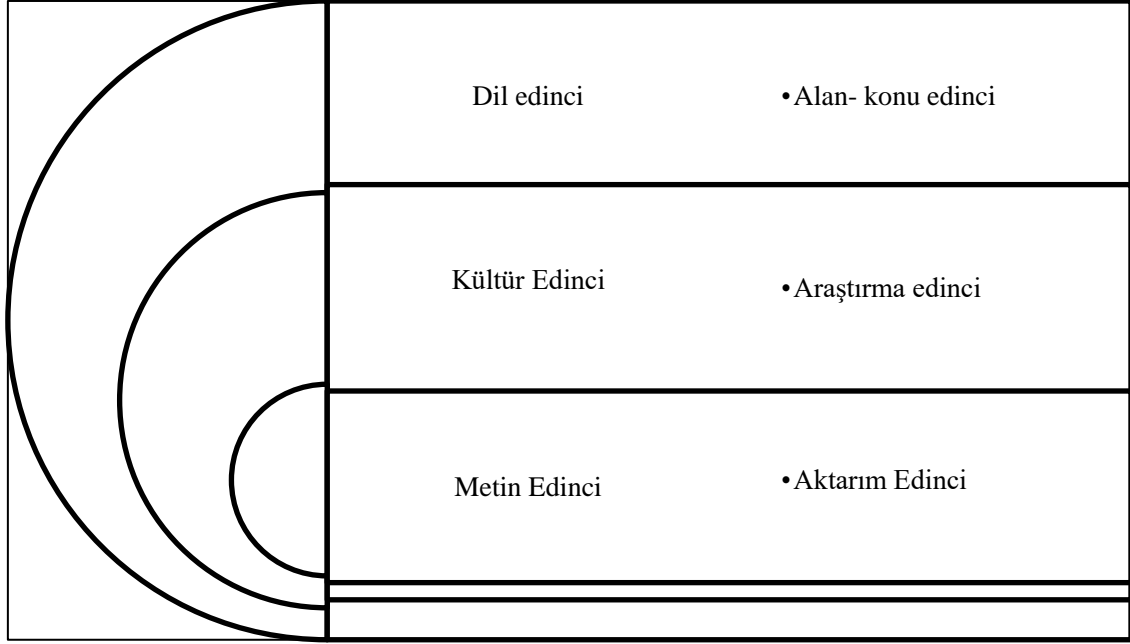 Dil edinci
•Alan- konu edinci
Kültür Edinci
•Araştırma edinci
Metin Edinci
•Aktarım Edinci